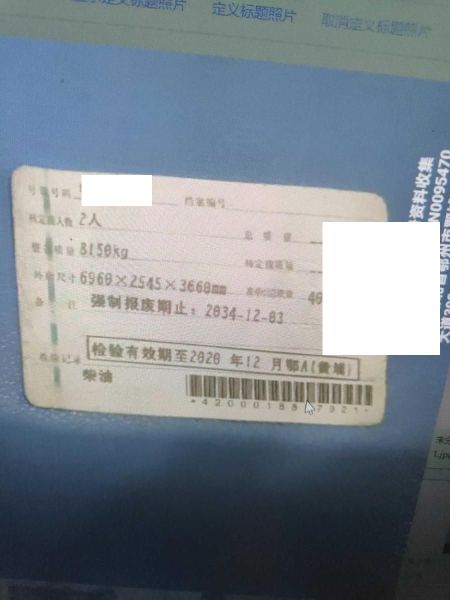 定义标题照片
取消定义标题照片
号牌号码
档案编号
核定载人数 2人
总质量
整备质量 8150kg
核定载质量
外廓尺寸 6960×2545×3660mm
准牵引总质量 40
备注 强制报废期止：2034-12-03
检验记录
检验有效期至2020 年12 月鄂A(黄埔)
柴油
资料收集
N0095470